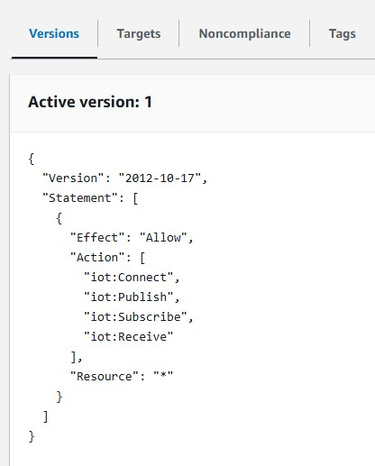 Versions Targets Noncompliance Tags
Active version: 1
{
  "Version": "2012-10-17",
  "Statement": [
    {
      "Effect": "Allow",
      "Action": [
        "iot:Connect",
        "iot:Publish",
        "iot:Subscribe",
        "iot:Receive"
      ],
      "Resource": "*"
    }
  ]
}